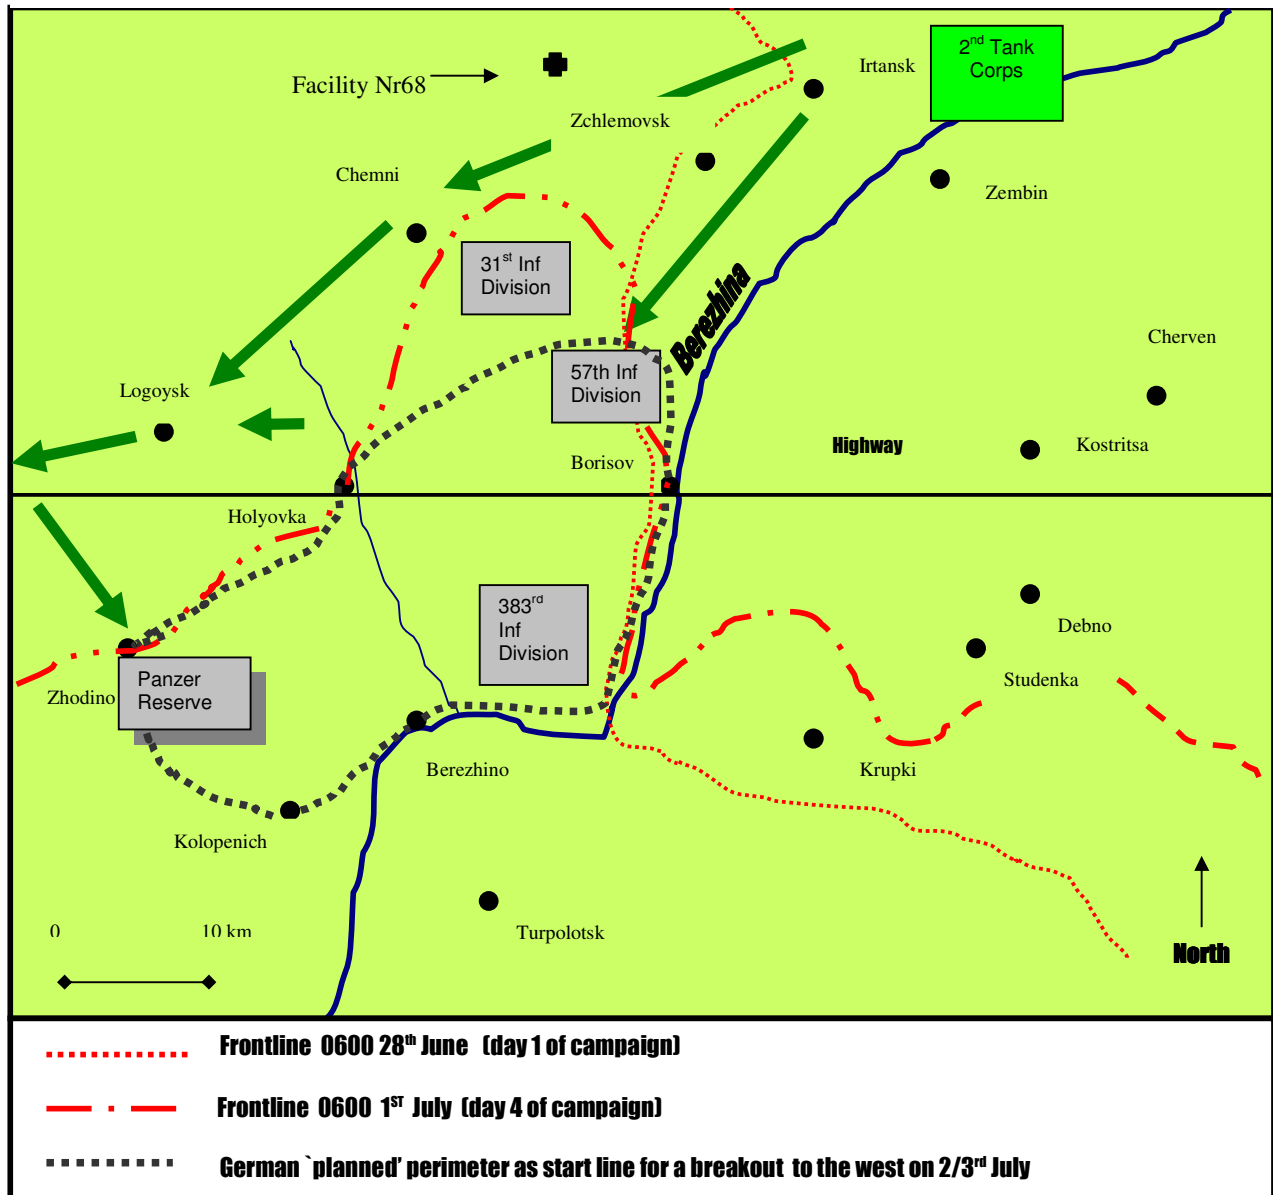 Facility Nr68
Irtansk
2nd Tank
Corps
Zchlemovsk
Chemni
Zembin
31st Inf
Division
Berezhina
Cherven
57th Inf
Division
Logoysk
Highway
Kostritsa
Borisov
Holyovka
383rd
Inf
Division
Debno
Studenka
Zhodino
Panzer
Reserve
Berezhino
Krupki
Kolopenich
Turpolotsk
0 10 km
North
Frontline 0600 28th June (day 1 of campaign)
Frontline 0600 1ST July (day 4 of campaign)
German `planned' perimeter as start line for a breakout to the west on 2/3rd July